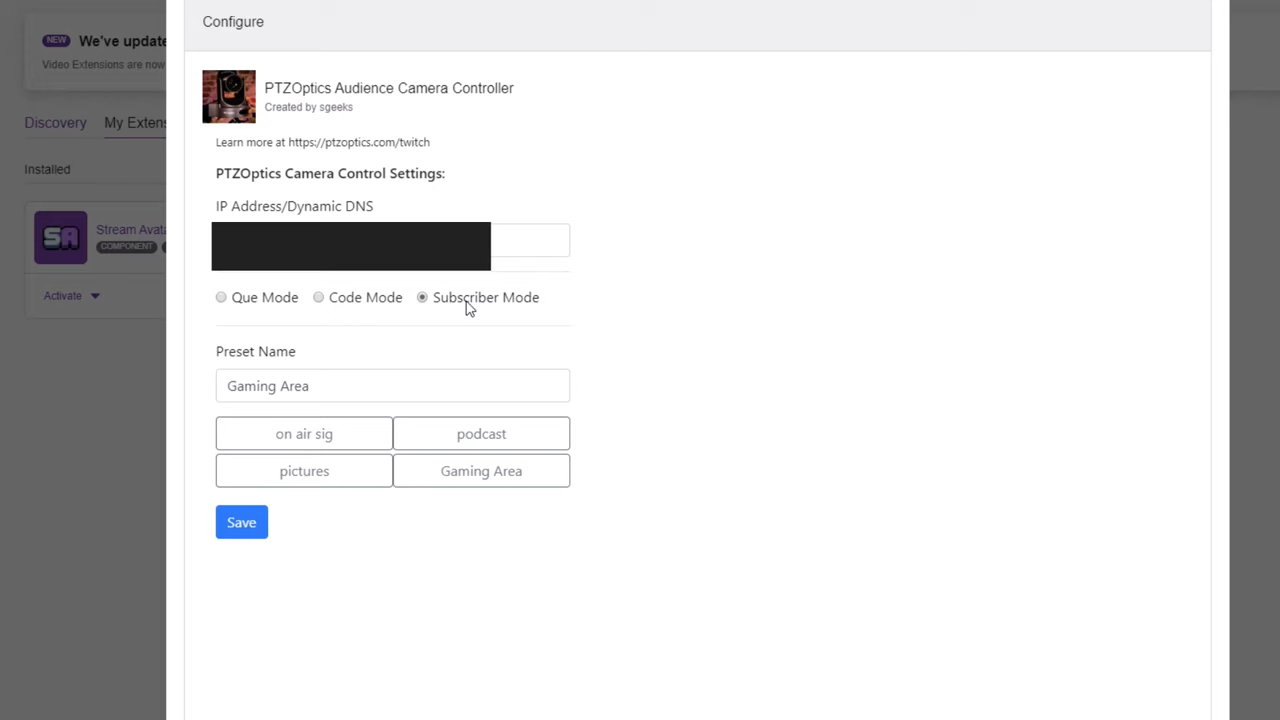 Configure
NEW We've update
Video Extensions are now
Discovery My Exten
Installed
SA Stream Avata
COMPONENT
Activate
PTZOptics Audience Camera Controller
Created by sgeeks
Learn more at https://ptzoptics.com/twitch
PTZOptics Camera Control Settings:
IP Address/Dynamic DNS
Que Mode Code Mode Subscriber Mode
Preset Name
Gaming Area
on air sig podcast
pictures Gaming Area
Save